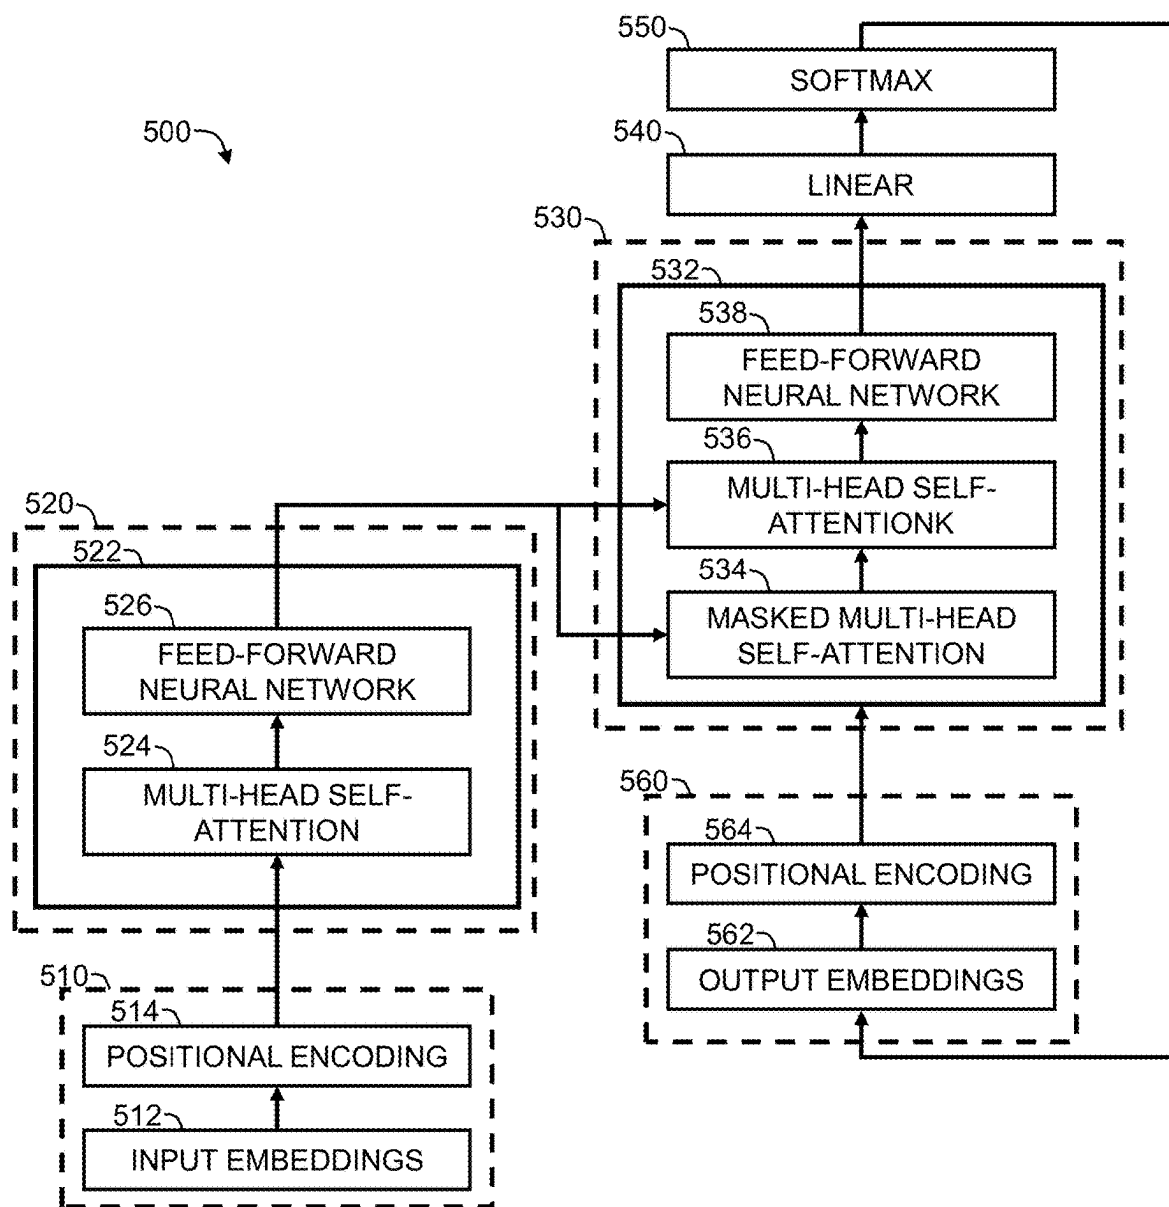 550
SOFTMAX
500
540
LINEAR
530
532
538
FEED-FORWARD
NEURAL NETWORK
536
MULTI-HEAD SELF-
ATTENTIONK
534
MASKED MULTI-HEAD
SELF-ATTENTION
520
522
526
FEED-FORWARD
NEURAL NETWORK
524
MULTI-HEAD SELF-
ATTENTION
560
564
POSITIONAL ENCODING
562
OUTPUT EMBEDDINGS
510
514
POSITIONAL ENCODING
512
INPUT EMBEDDINGS